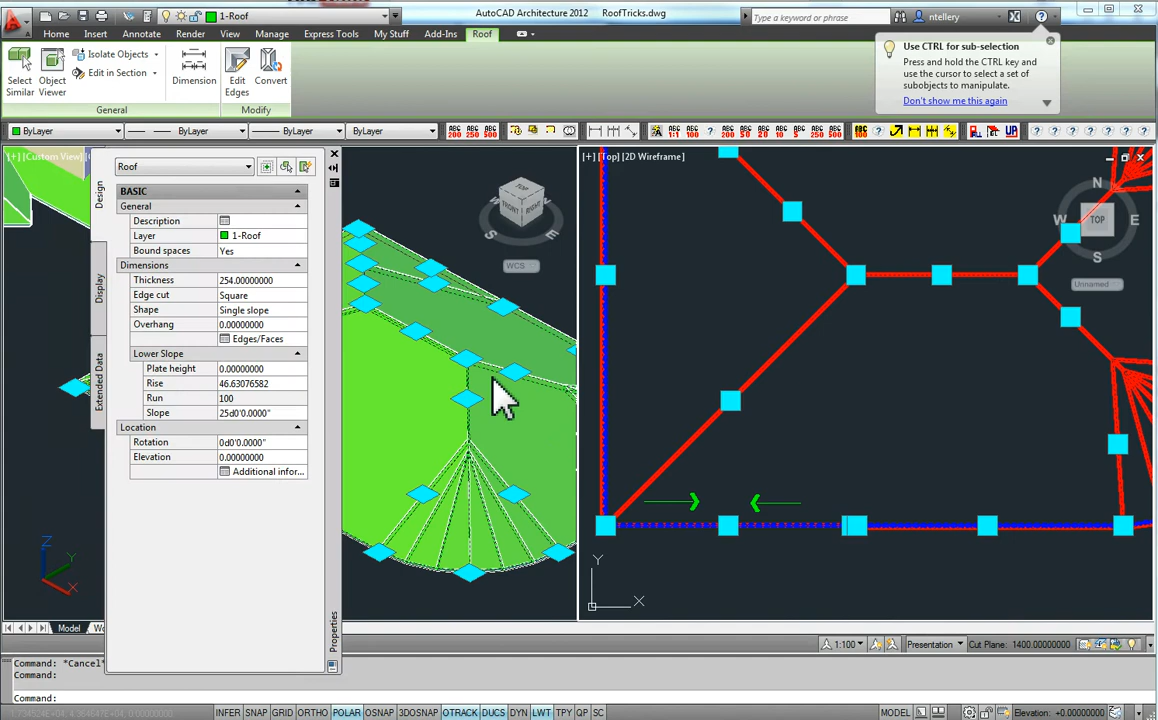 1-Roof
AutoCAD Architecture 2012 RoofTricks.dwg
Type a keyword or phrase
ntellery
Home Insert Annotate Render View Manage Express Tools My Stuff Add-Ins Roof
Select Similar
Object Viewer
Isolate Objects
Edit in Section
Dimension
Edit Edges
Convert
General
Modify
Use CTRL for sub-selection
Press and hold the CTRL key and
use the cursor to select a set of
subobjects to manipulate.
Don't show me this again
ByLayer ByLayer ByLayer ByLayer
[+] [Custom View]
[+] [Top] [2D Wireframe]
Roof
BASIC
General
Description
Layer 1-Roof
Bound spaces Yes
Dimensions
Thickness 254.00000000
Edge cut Square
Shape Single slope
Overhang 0.00000000
Edges/Faces
Lower Slope
Plate height 0.00000000
Rise 46.63076582
Run 100
Slope 25d0'0.0000"
Location
Rotation 0d0'0.0000"
Elevation 0.00000000
Additional infor...
Design
Display
Extended Data
Properties
TOP
FRONT
RIGHT
S
E
WCS
N
W
TOP
E
S
Unnamed
Z
Y
X
Y
X
Model
1:100
Presentation
Cut Plane: 1400.00000000
Command: *Cancel*
Command:
Command:
INFER SNAP GRID ORTHO POLAR OSNAP 3DOSNAP OTRACK DUCS DYN LWT TPY QP SC
MODEL
Elevation: +0.00000000